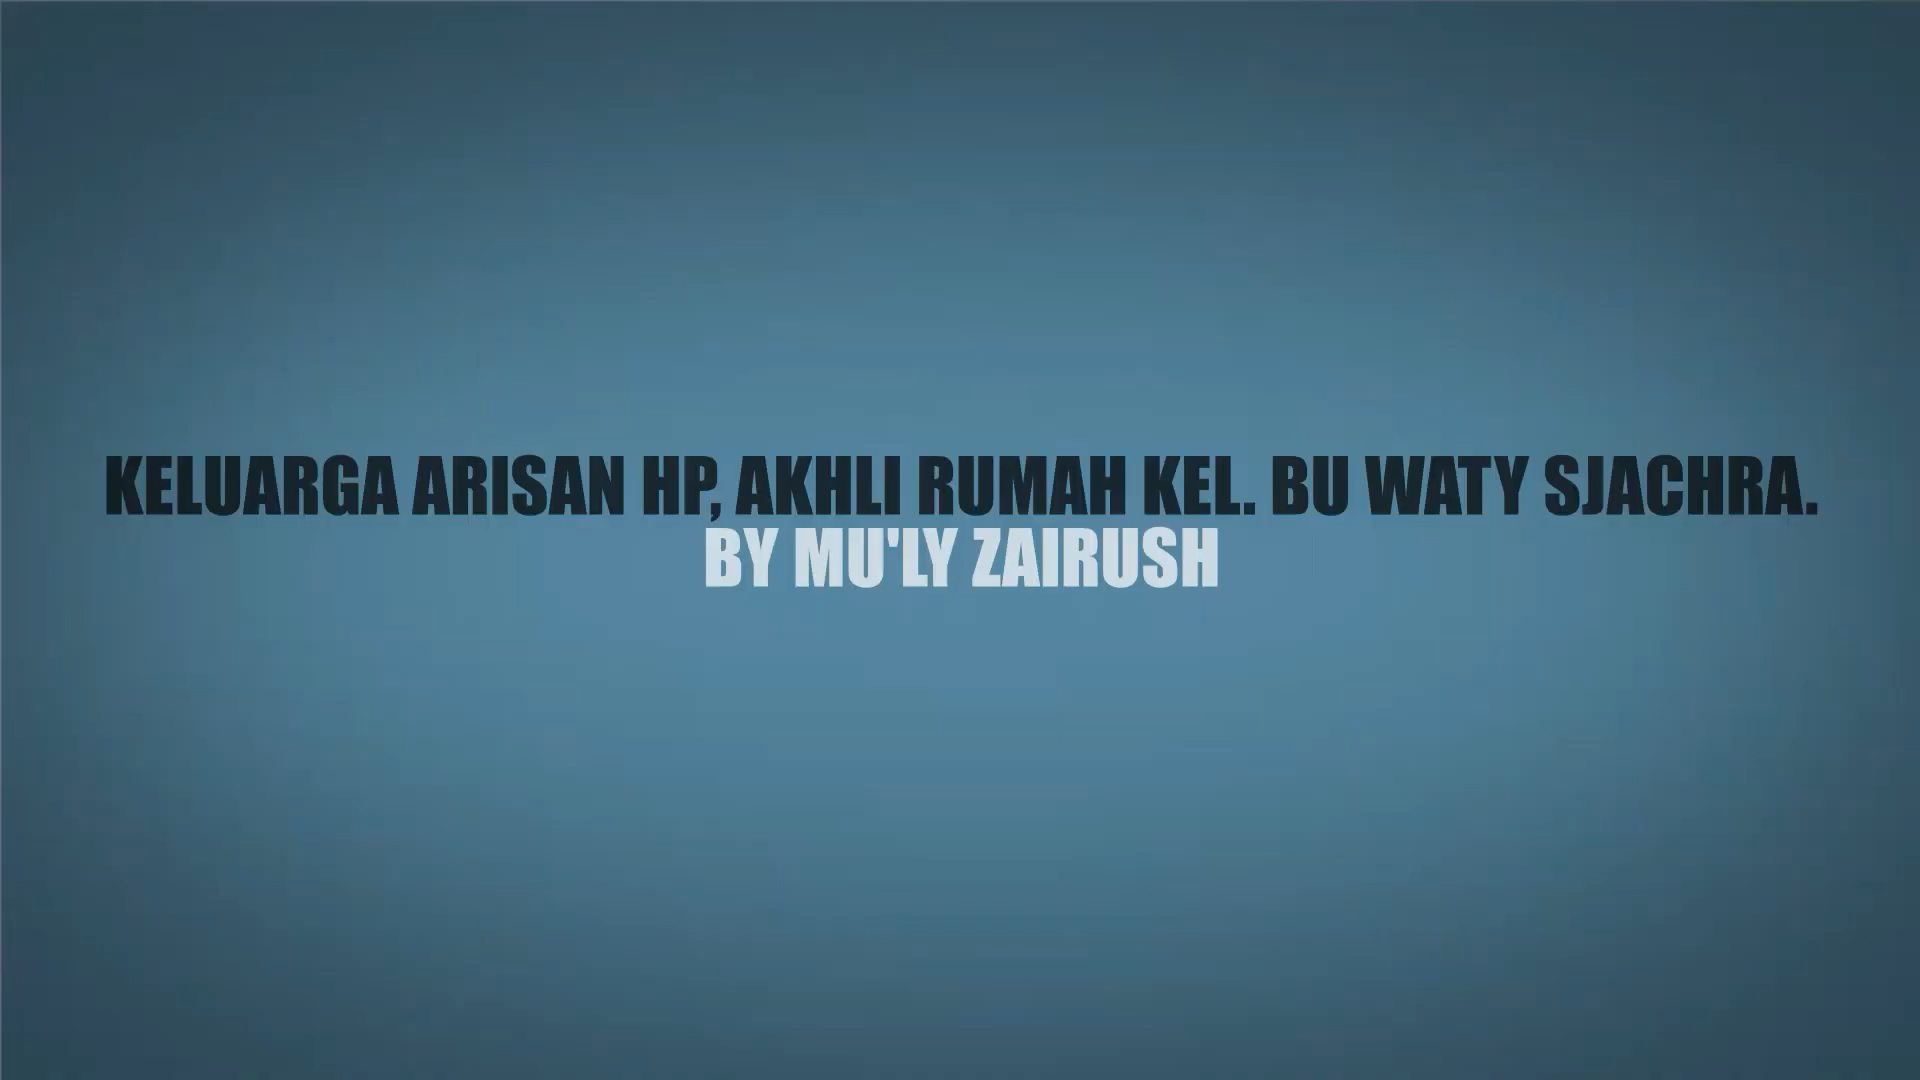 KELUARGA ARISAN HP, AKHLI RUMAH KEL. BU WATY SJACHRA.
BY MU'LY ZAIRUSH